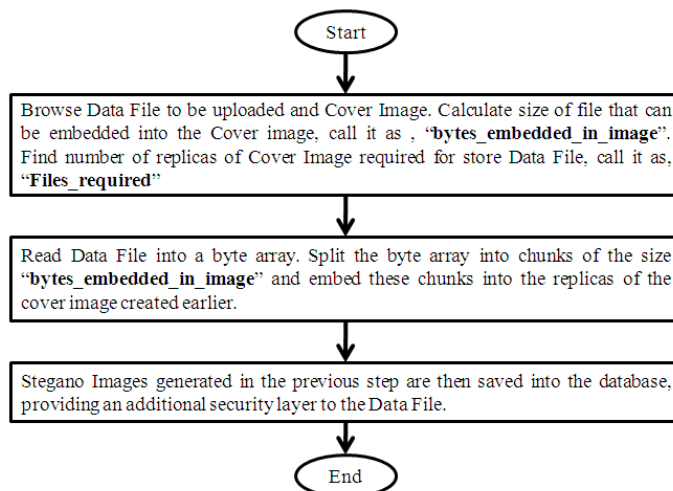 Start
Browse Data File to be uploaded and Cover Image. Calculate size of file that can
be embedded into the Cover image, call it as , “bytes_embedded_in_image”.
Find number of replicas of Cover Image required for store Data File, call it as,
“Files_required”
Read Data File into a byte array. Split the byte array into chunks of the size
“bytes_embedded_in_image” and embed these chunks into the replicas of the
cover image created earlier.
Stegano Images generated in the previous step are then saved into the database,
providing an additional security layer to the Data File.
End